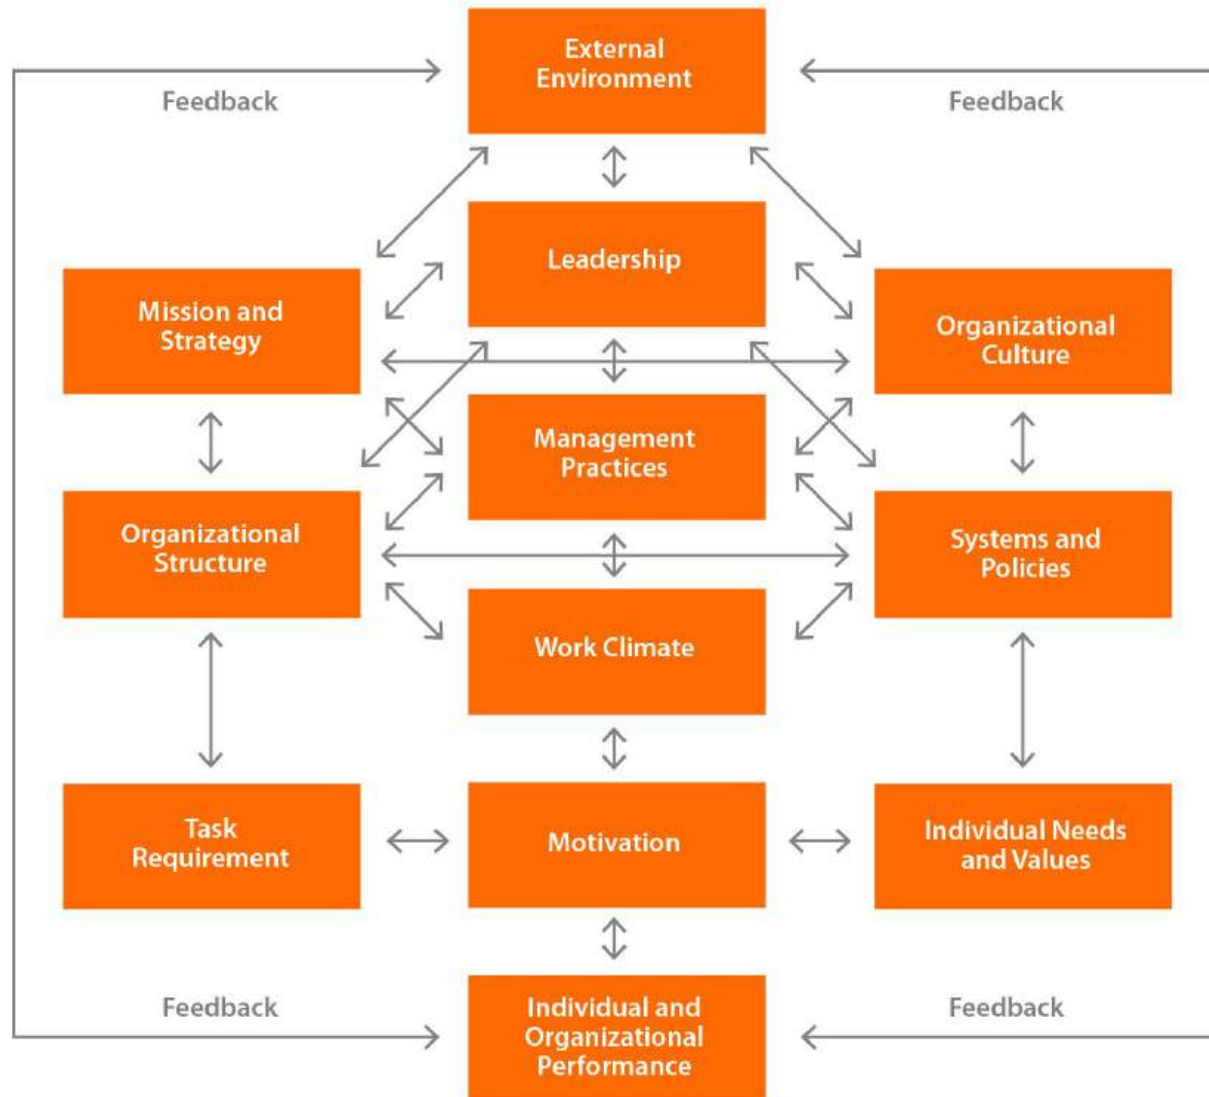 External
Environment
Feedback
Feedback
Leadership
Mission and
Strategy
Organizational
Culture
Management
Practices
Organizational
Structure
Systems and
Policies
Work Climate
Task
Requirement
Motivation
Individual Needs
and Values
Feedback
Feedback
Individual and
Organizational
Performance